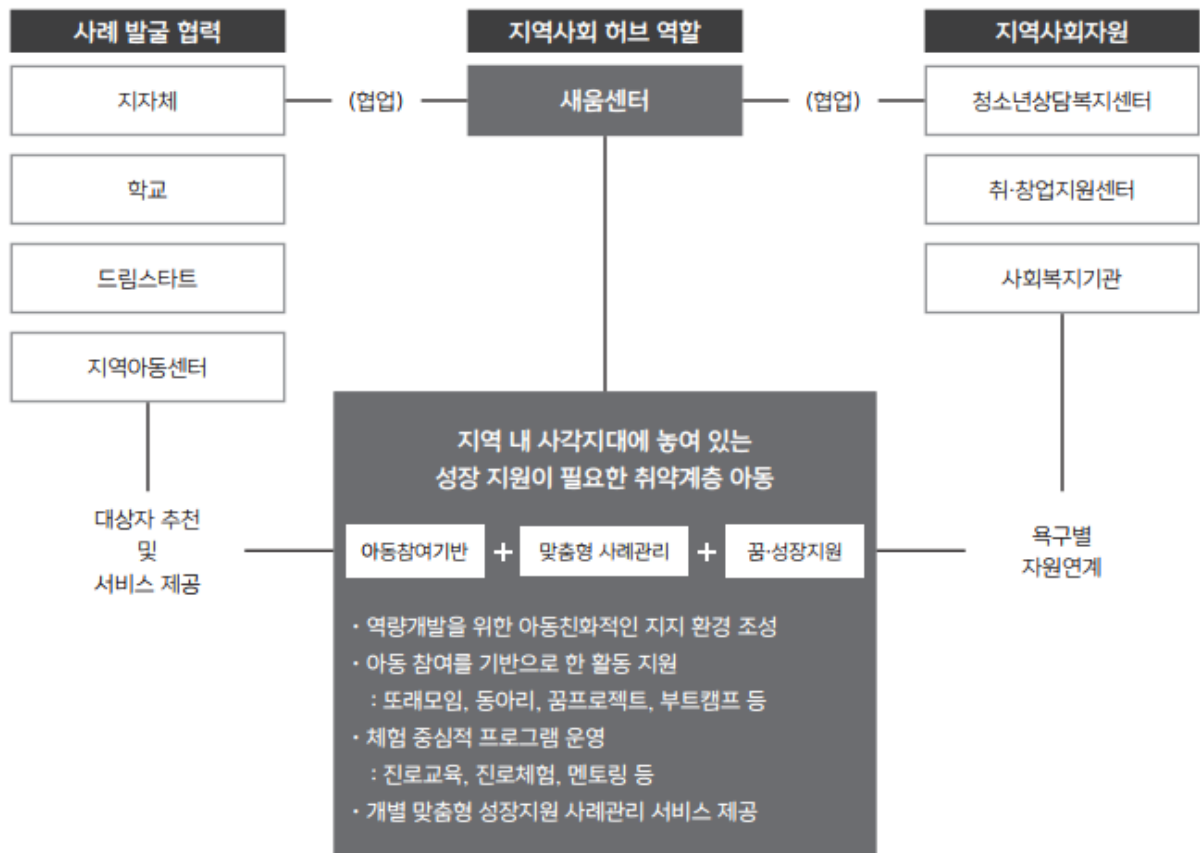 사례 발굴 협력
지자체
학교
드림스타트
지역아동센터
대상자 추천
및
서비스 제공
(협업)
지역사회 허브 역할
새움센터
(협업)
지역사회자원
청소년상담복지센터
취·창업지원센터
사회복지기관
욕구별
자원연계
지역 내 사각지대에 놓여 있는
성장 지원이 필요한 취약계층 아동
아동참여기반 + 맞춤형 사례관리 + 꿈·성장지원
· 역량개발을 위한 아동친화적인 지지 환경 조성
· 아동 참여를 기반으로 한 활동 지원
: 또래모임, 동아리, 꿈프로젝트, 부트캠프 등
· 체험 중심적 프로그램 운영
: 진로교육, 진로체험, 멘토링 등
· 개별 맞춤형 성장지원 사례관리 서비스 제공